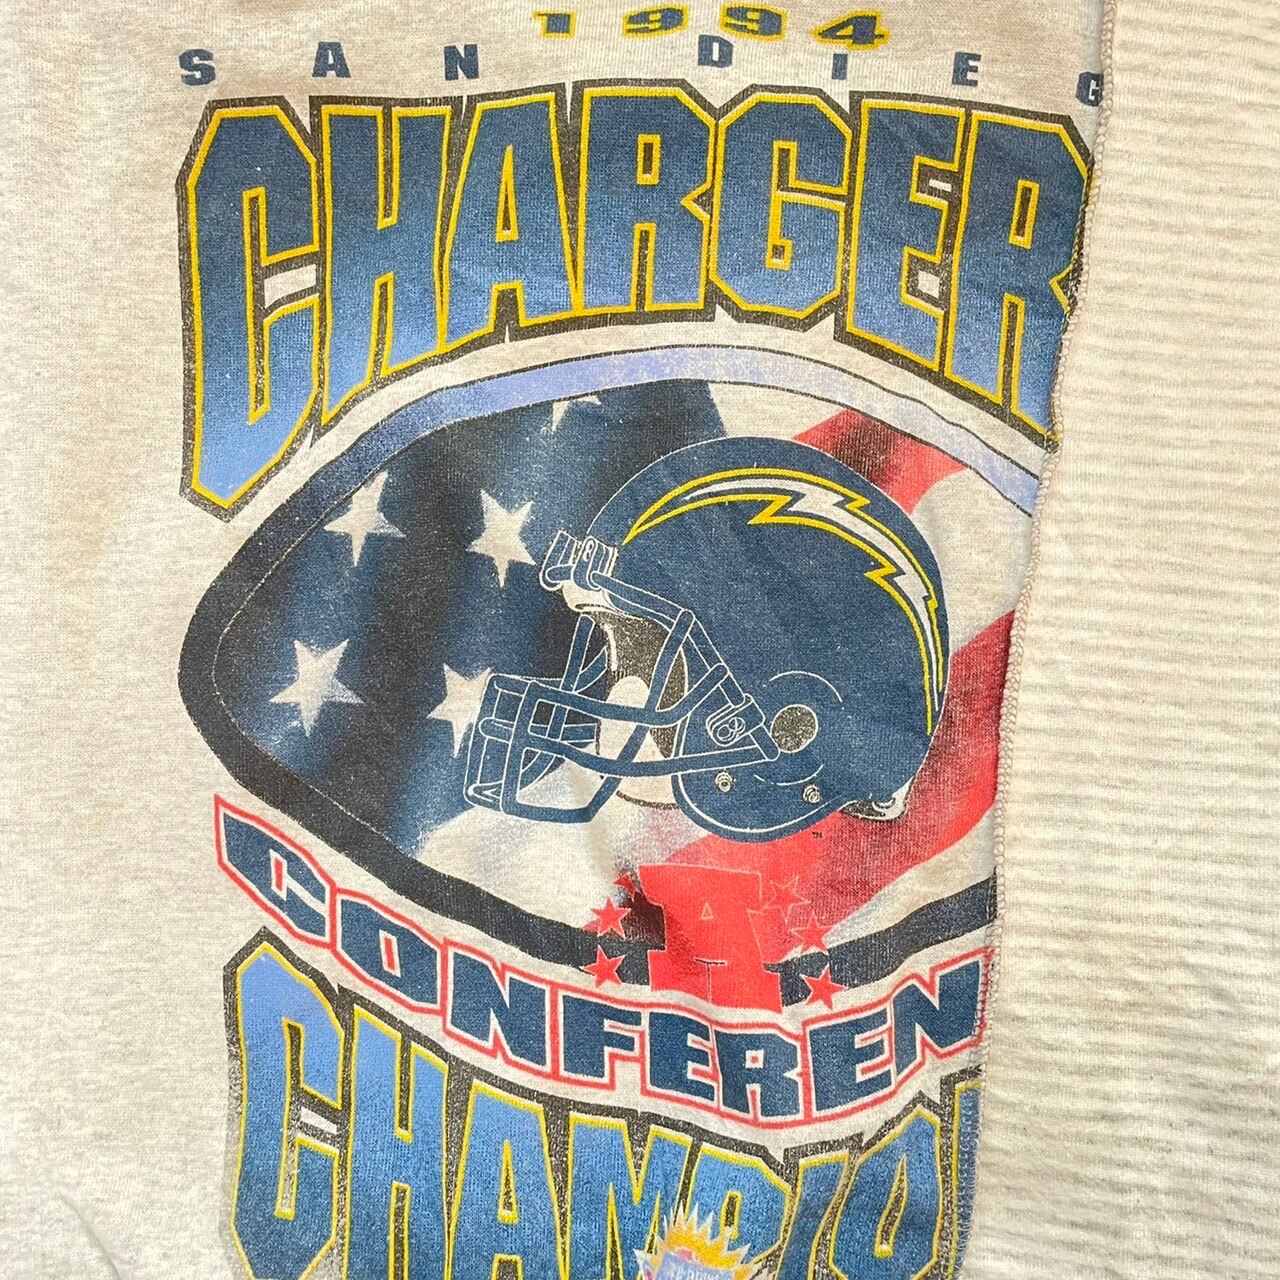 1994
SAN DIEG
CHARGER
A
CONFEREN
CHAMPIO